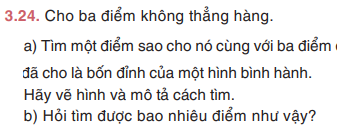 3.24. Cho ba điểm không thẳng hàng.
a) Tìm một điểm sao cho nó cùng với ba điểm
đã cho là bốn đỉnh của một hình bình hành.
Hãy vẽ hình và mô tả cách tìm.
b) Hỏi tìm được bao nhiêu điểm như vậy?